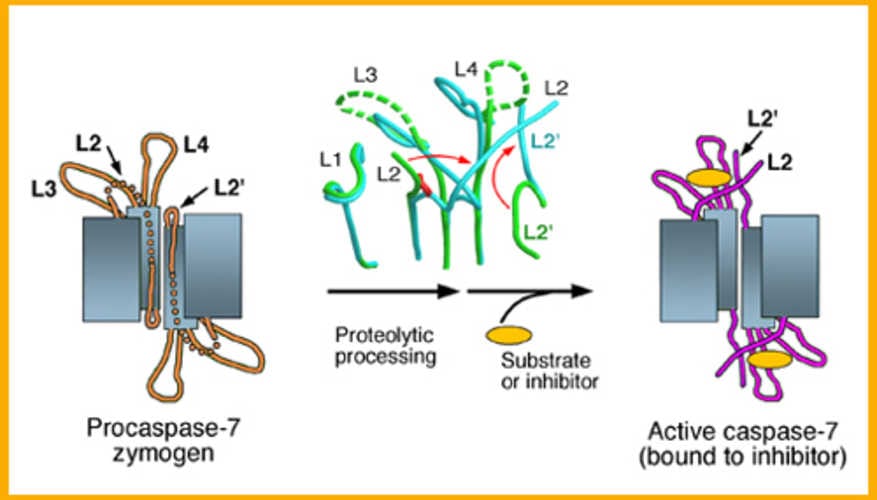 L2
L4
L3
L2'
Procaspase-7
zymogen
L3
L4
L2
L1
L2
L2'
L2'
Proteolytic
processing
Substrate
or inhibitor
L2'
L2
Active caspase-7
(bound to inhibitor)